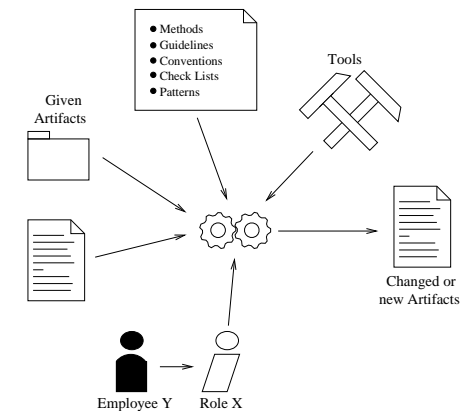 Methods
Guidelines
Conventions
Check Lists
Patterns
Tools
Given
Artifacts
Changed or
new Artifacts
Employee Y
Role X